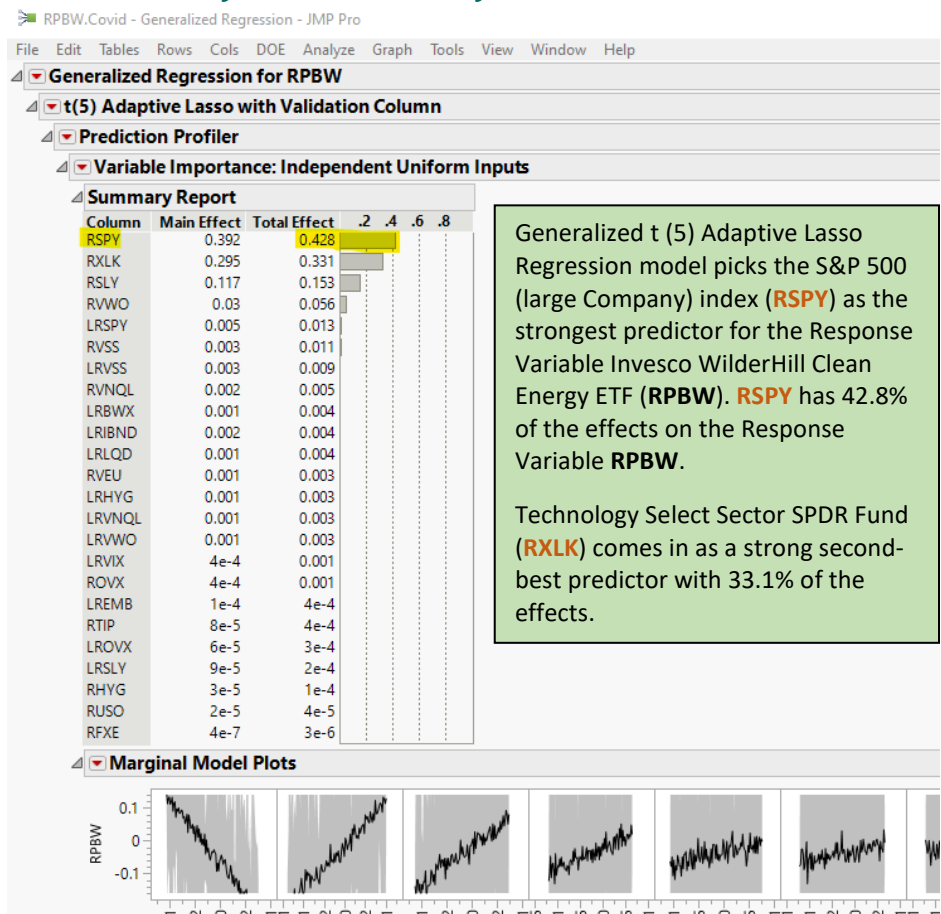 RPBW.Covid - Generalized Regression - JMP Pro
File Edit Tables Rows Cols DOE Analyze Graph Tools View Window Help
Generalized Regression for RPBW
t(5) Adaptive Lasso with Validation Column
Prediction Profiler
Variable Importance: Independent Uniform Inputs
Summary Report
Column Main Effect Total Effect .2 .4 .6 .8
RSPY 0.392 0.428
RXLK 0.295 0.331
RSLY 0.117 0.153
RVWO 0.03 0.056
LRSPY 0.005 0.013
RVSS 0.003 0.011
LRVSS 0.003 0.009
RVNQL 0.002 0.005
LRBWX 0.001 0.004
LRIBND 0.002 0.004
LRLQD 0.001 0.004
RVEU 0.001 0.003
LRHYG 0.001 0.003
LRVNQL 0.001 0.003
LRVWO 0.001 0.003
LRVIX 4e-4 0.001
ROVX 4e-4 0.001
LREMB 1e-4 4e-4
RTIP 8e-5 4e-4
LROVX 6e-5 3e-4
LRSLY 9e-5 2e-4
RHYG 3e-5 1e-4
RUSO 2e-5 4e-5
RFXE 4e-7 3e-6
Generalized t (5) Adaptive Lasso
Regression model picks the S&P 500
(large Company) index (RSPY) as the
strongest predictor for the Response
Variable Invesco WilderHill Clean
Energy ETF (RPBW). RSPY has 42.8%
of the effects on the Response
Variable RPBW.
Technology Select Sector SPDR Fund
(RXLK) comes in as a strong second-
best predictor with 33.1% of the
effects.
Marginal Model Plots
RPBW
0.1
0
-0.1